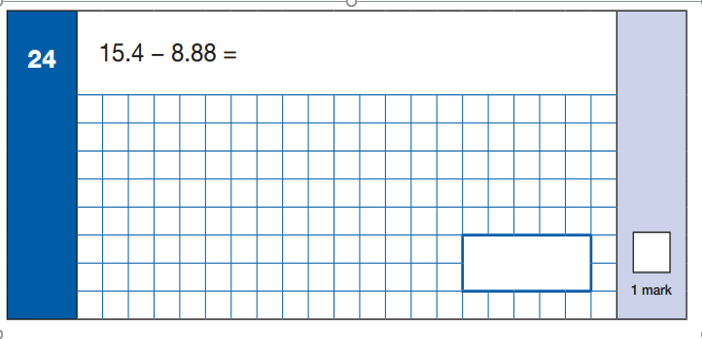 24
15.4 – 8.88 =
1 mark